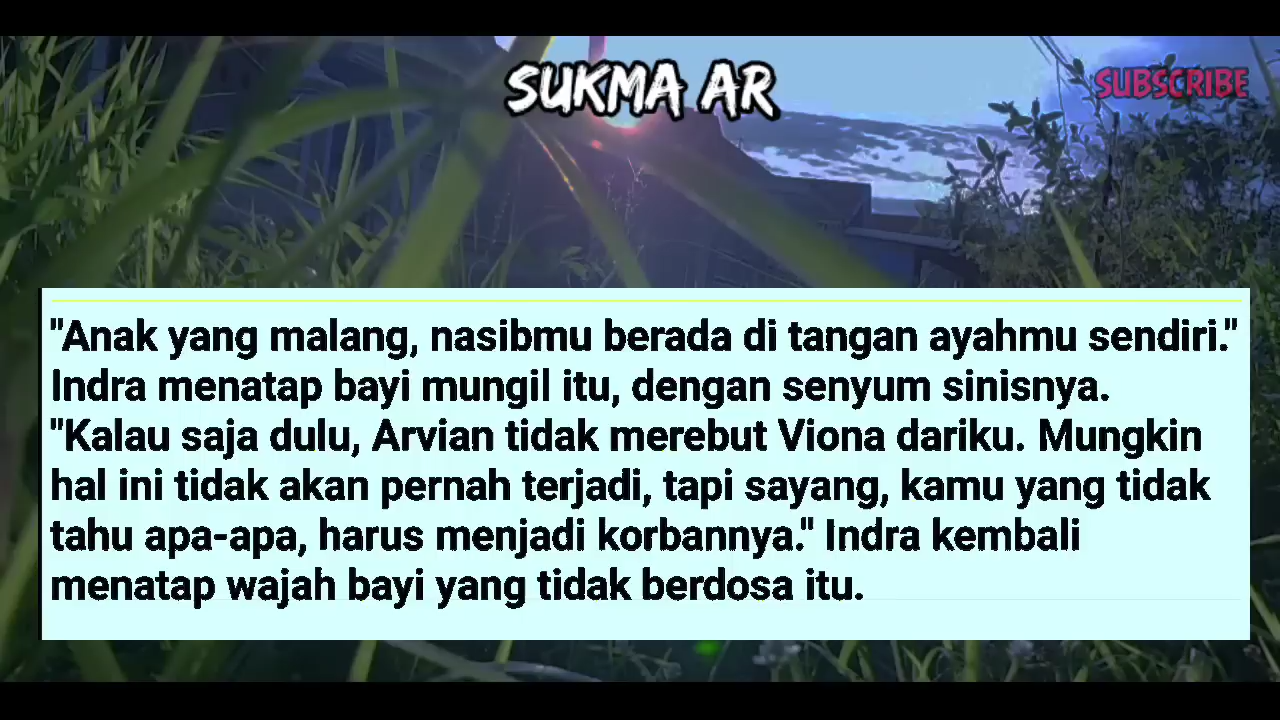 SUKMA AR
SUBSCRIBE
"Anak yang malang, nasibmu berada di tangan ayahmu sendiri."
Indra menatap bayi mungil itu, dengan senyum sinisnya.
"Kalau saja dulu, Arvian tidak merebut Viona dariku. Mungkin
hal ini tidak akan pernah terjadi, tapi sayang, kamu yang tidak
tahu apa-apa, harus menjadi korbannya." Indra kembali
menatap wajah bayi yang tidak berdosa itu.